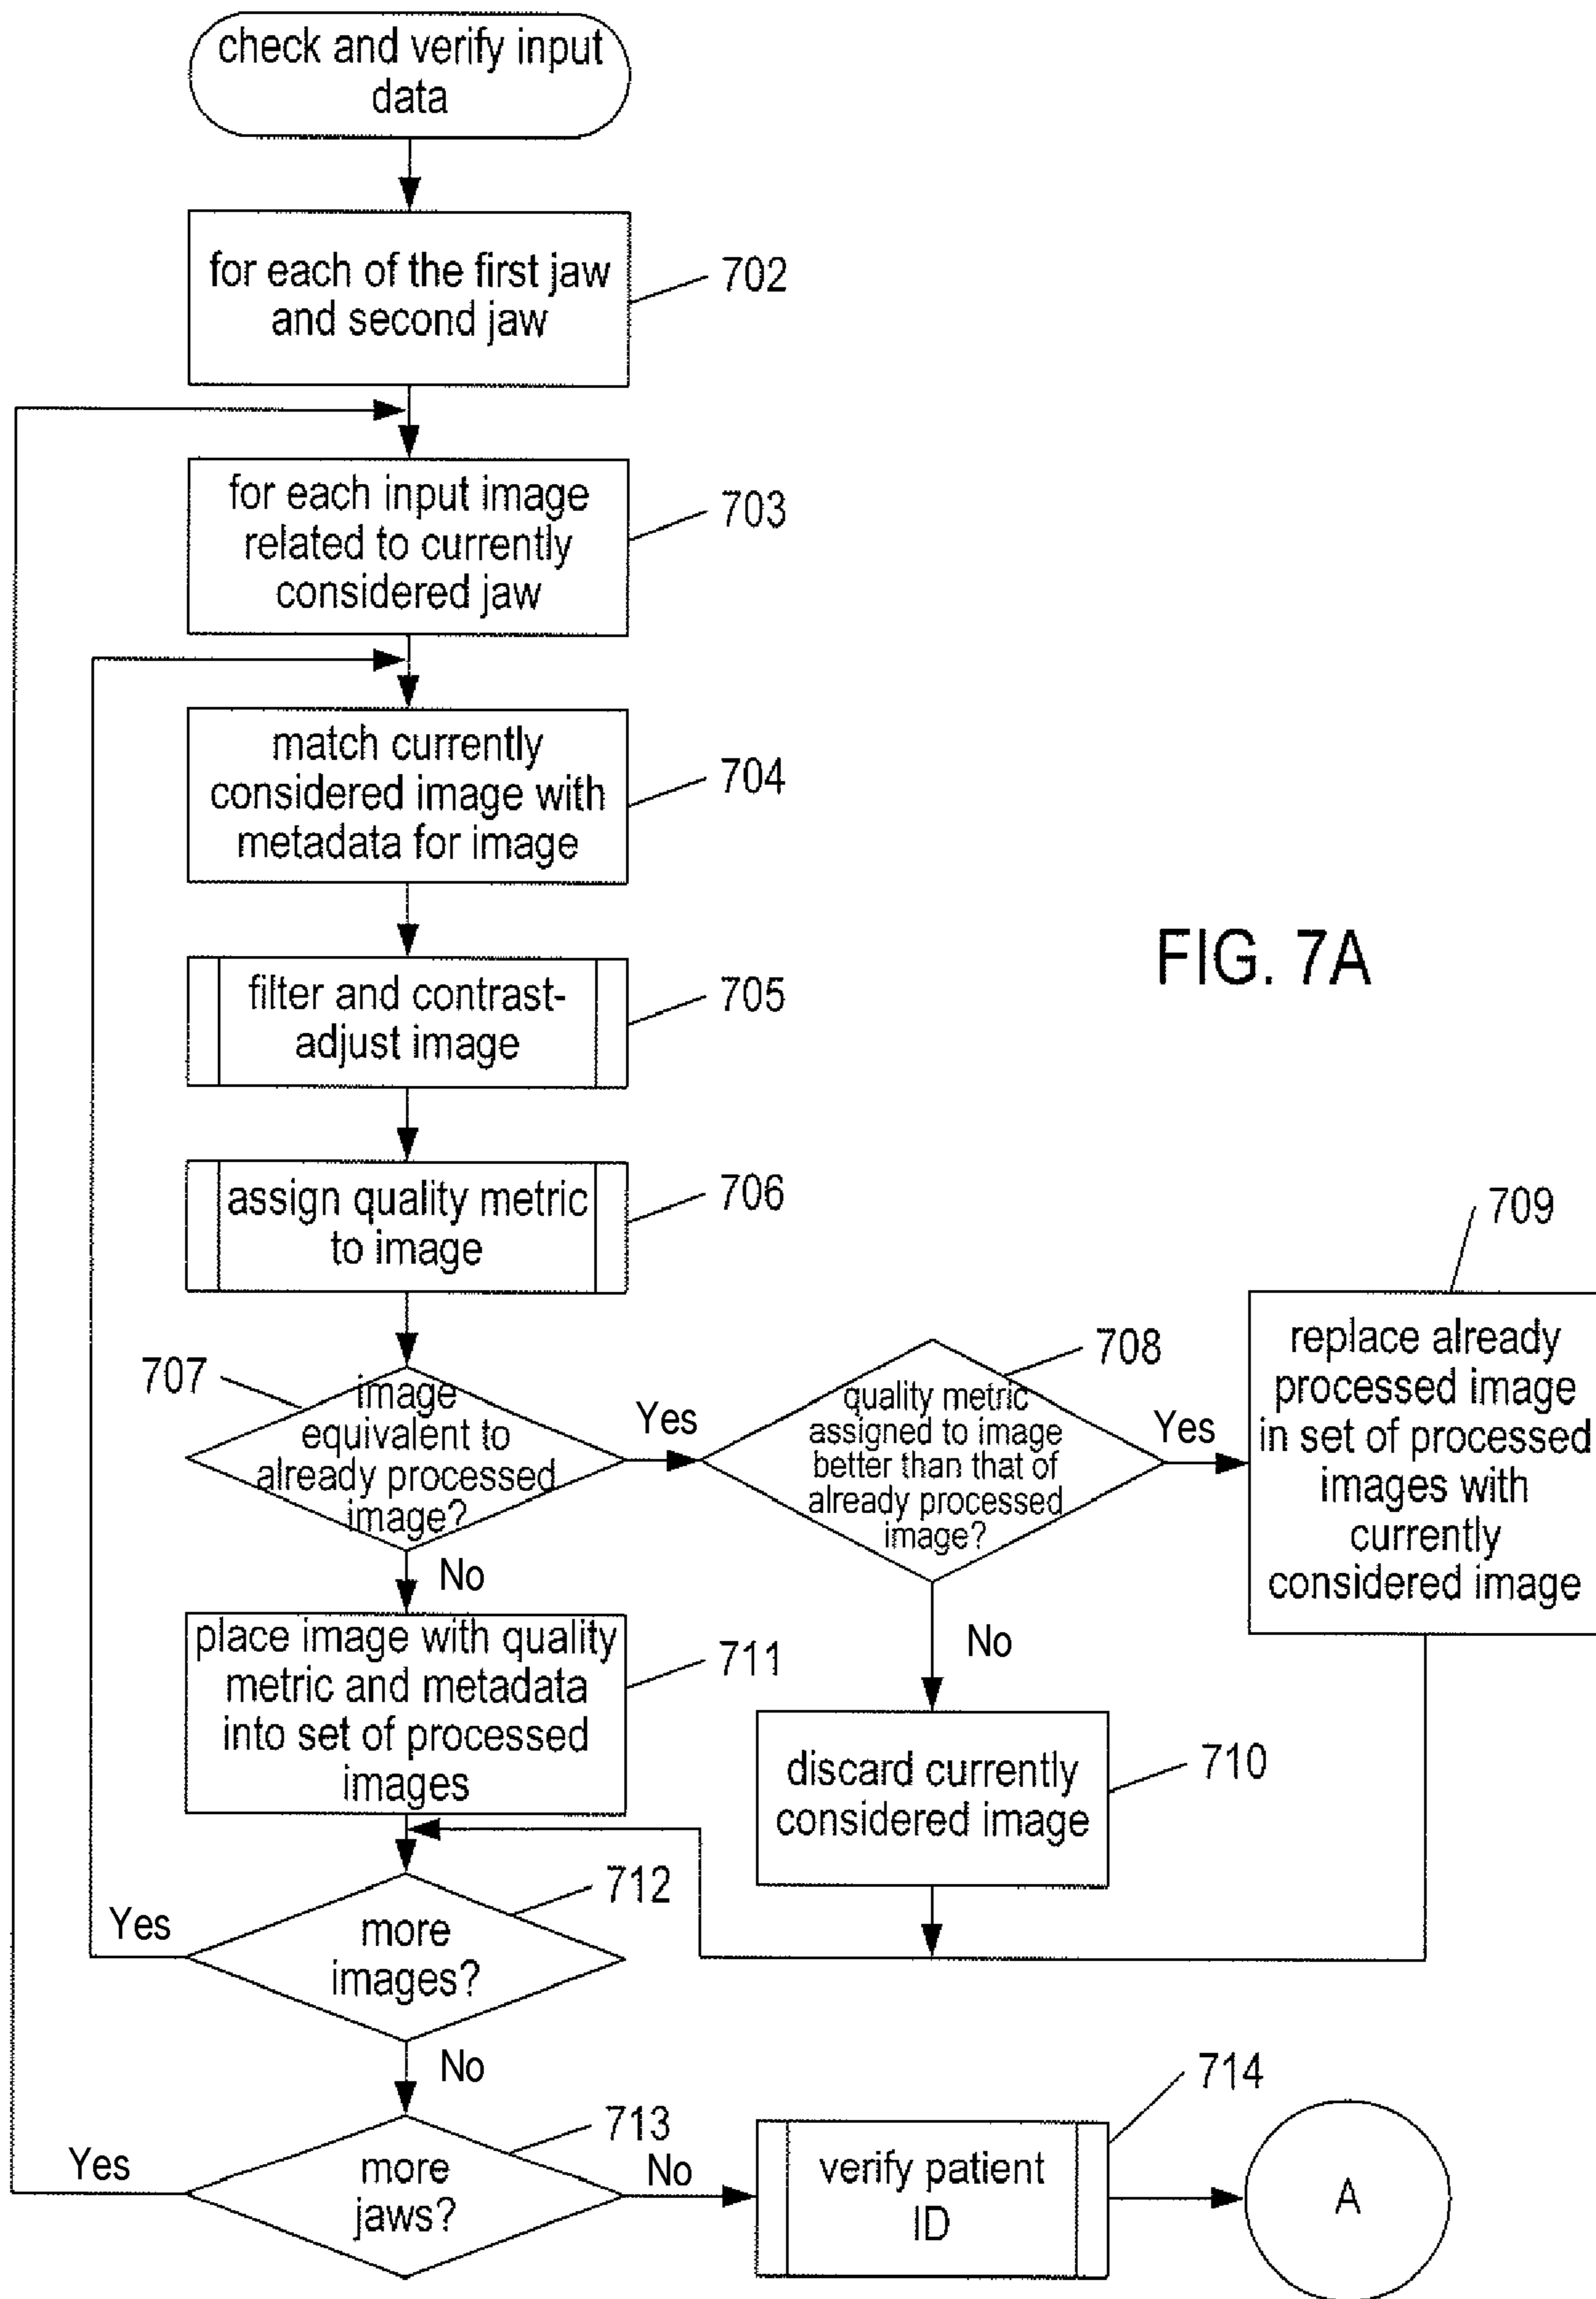 check and verify input
data
for each of the first jaw
and second jaw
702
for each input image
related to currently
considered jaw
703
match currently
considered image with
metadata for image
704
FIG. 7A
filter and contrast-
adjust image
705
assign quality metric
to image
706
707
image
equivalent to
already processed
image?
Yes
708
quality metric
assigned to image
better than that of
already processed
image?
Yes
709
replace already
processed image
in set of processed
images with
currently
considered image
No
No
place image with quality
metric and metadata
into set of processed
images
711
discard currently
considered image
710
712
more
images?
Yes
No
713
more
jaws?
Yes
No
714
verify patient
ID
A